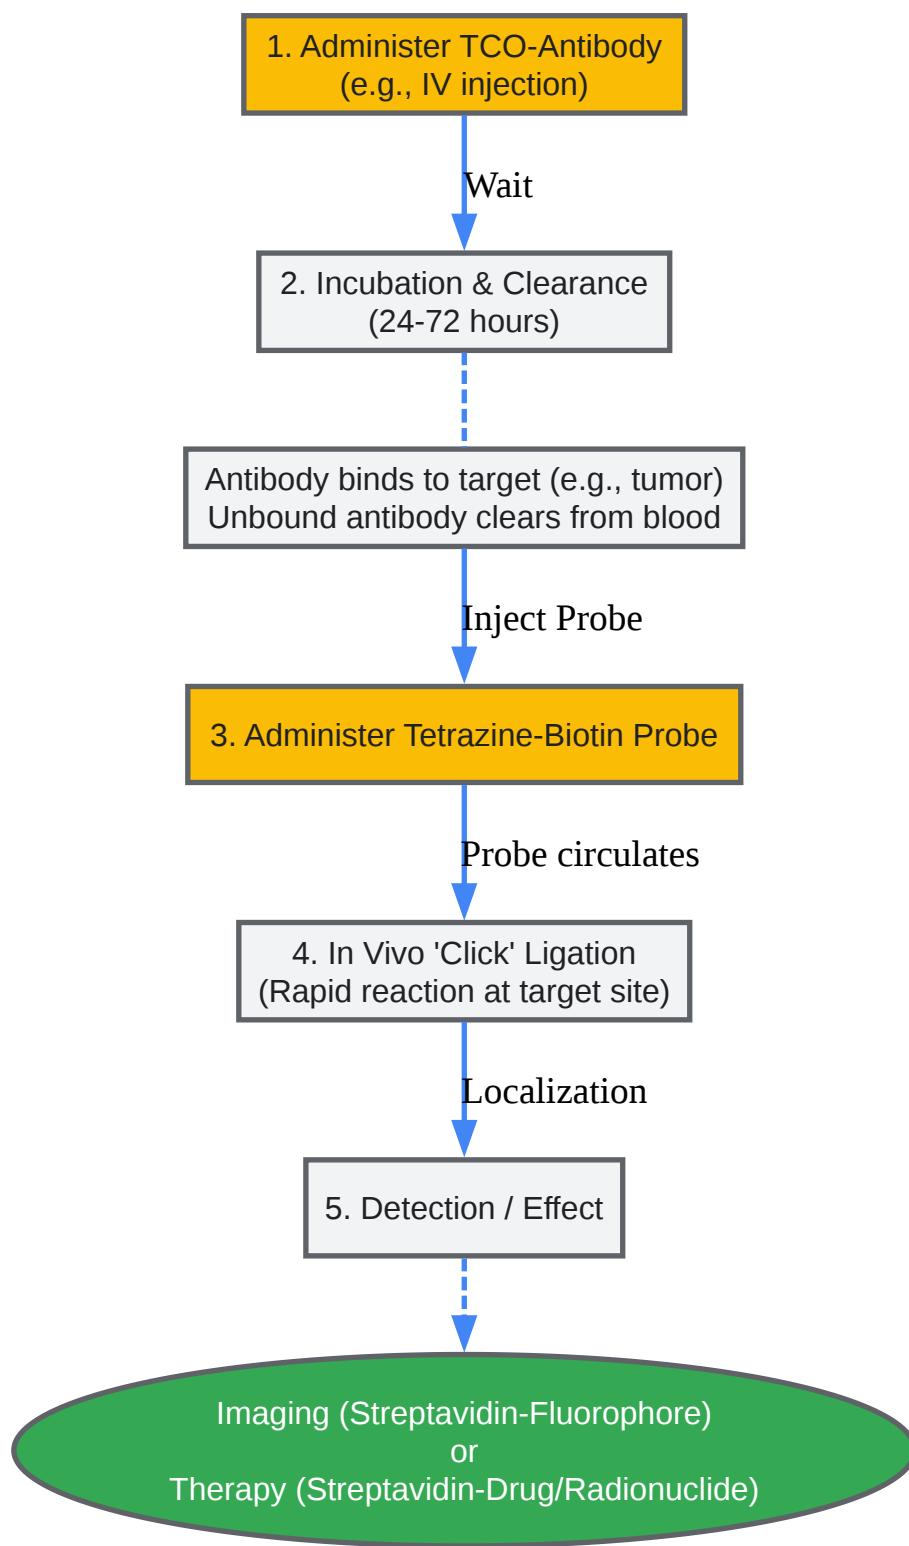 1. Administer TCO-Antibody
(e.g., IV injection)
Wait
2. Incubation & Clearance
(24-72 hours)
Antibody binds to target (e.g., tumor)
Unbound antibody clears from blood
Inject Probe
3. Administer Tetrazine-Biotin Probe
Probe circulates
4. In Vivo 'Click' Ligation
(Rapid reaction at target site)
Localization
5. Detection / Effect
Imaging (Streptavidin-Fluorophore)
or
Therapy (Streptavidin-Drug/Radionuclide)